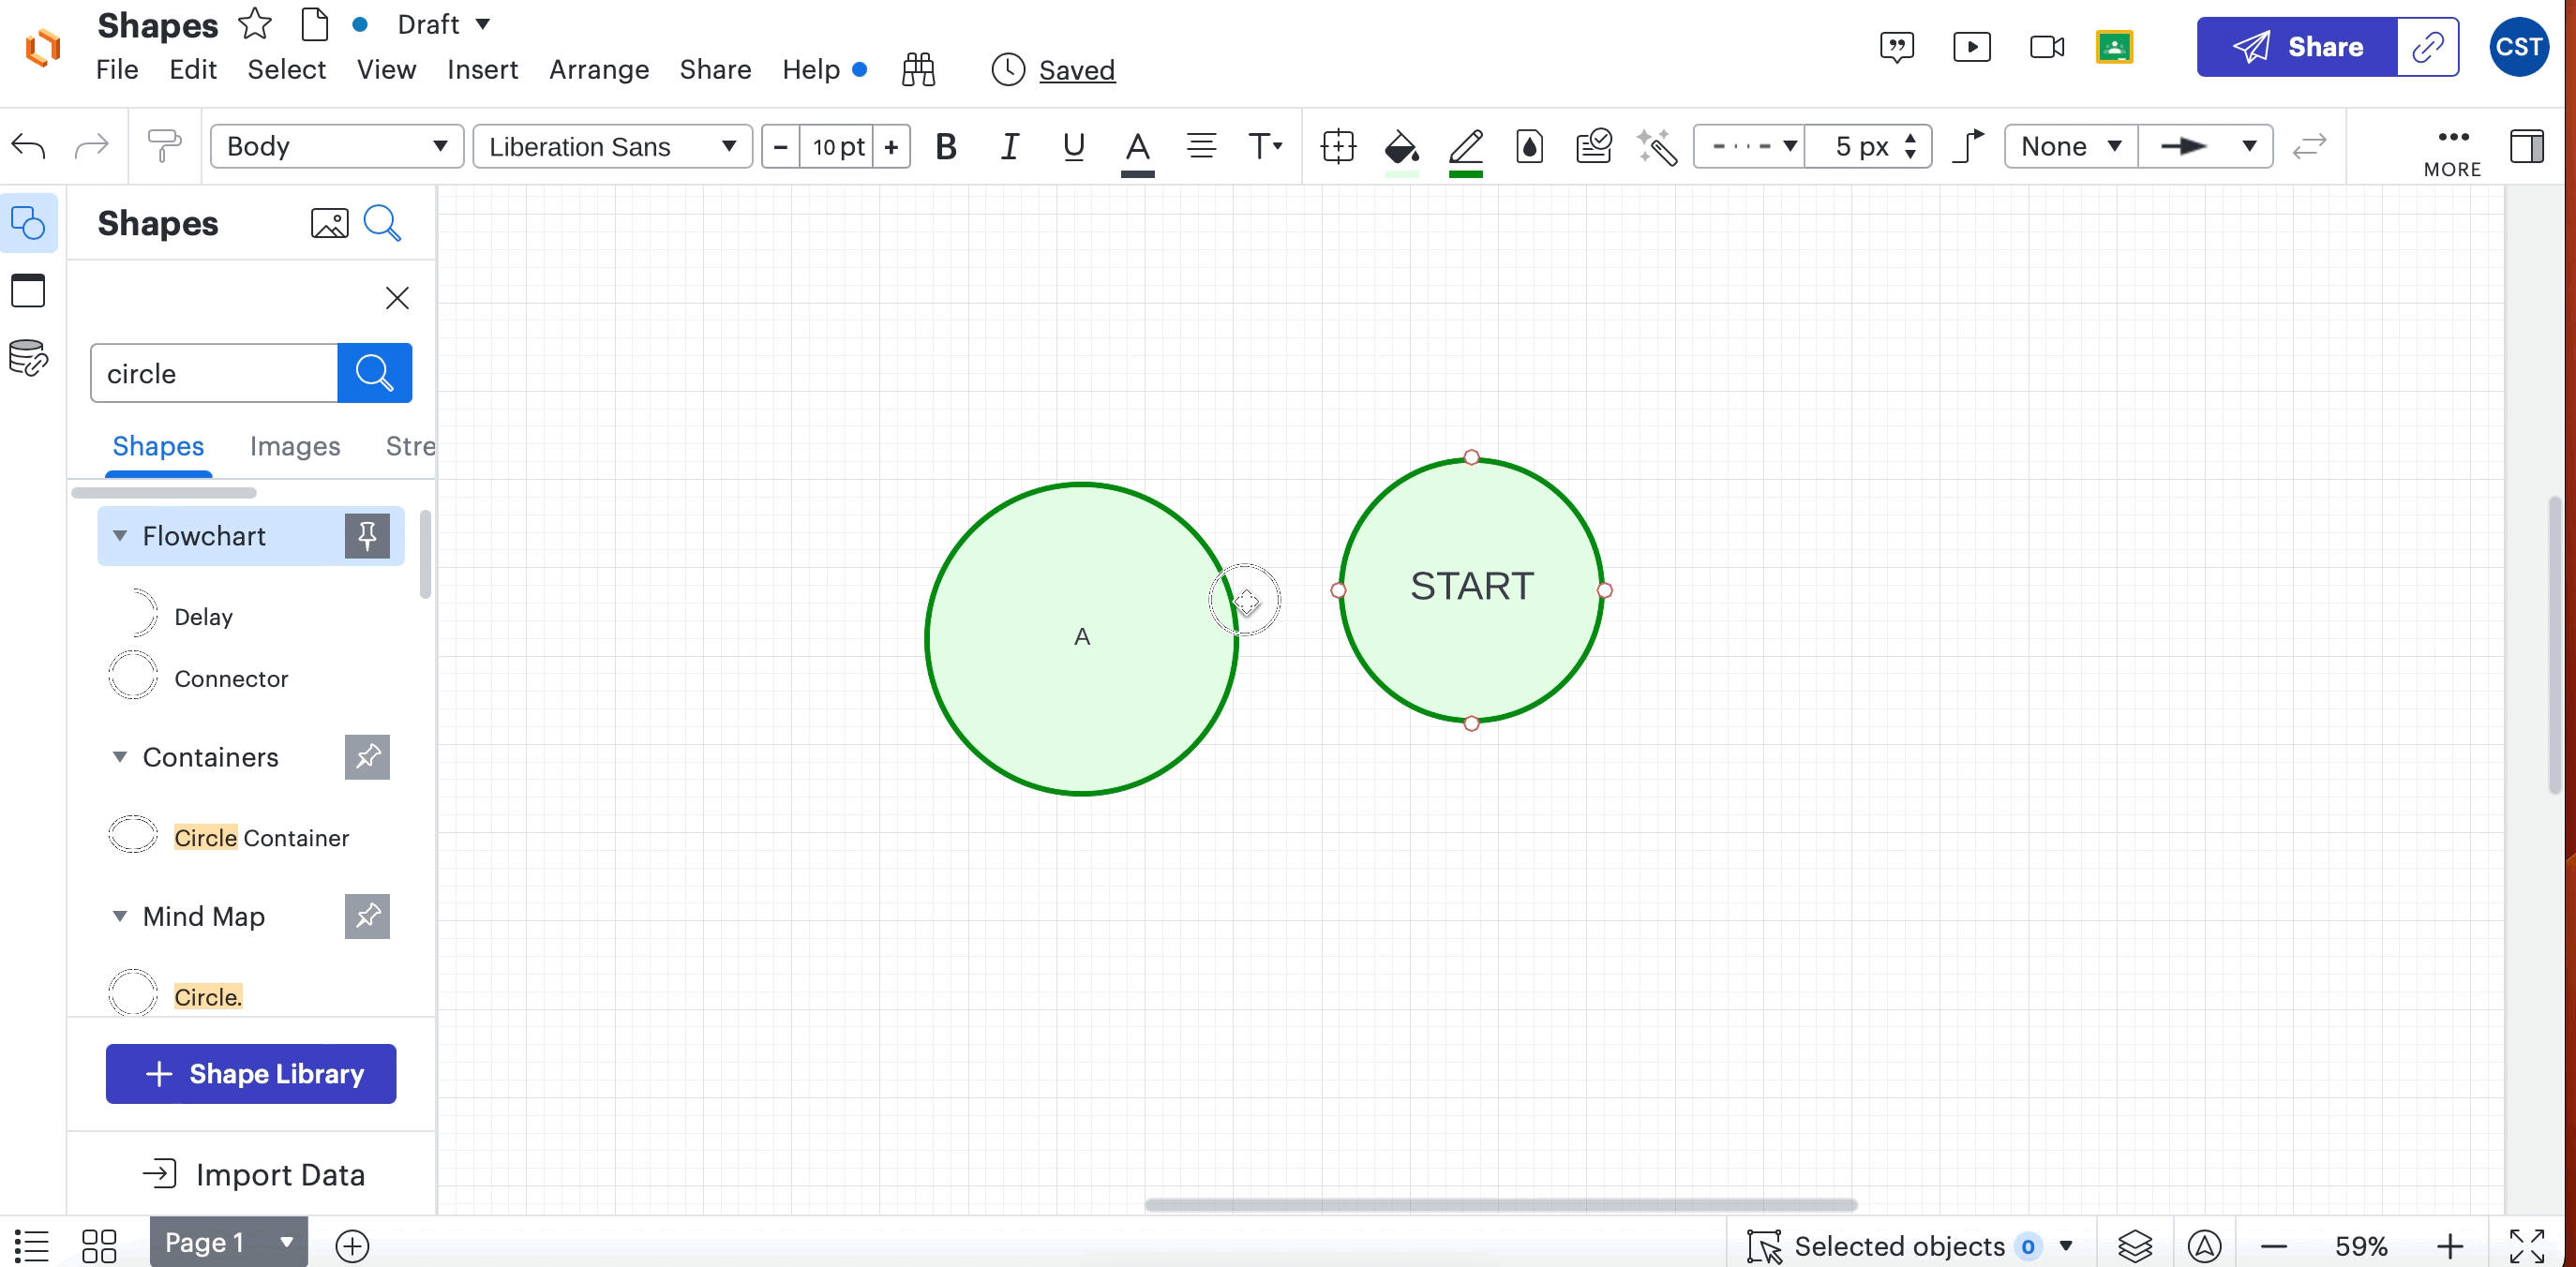 Shapes Draft
File Edit Select View Insert Arrange Share Help Saved
Share CST
Body Liberation Sans − 10 pt + B I U A T 5 px None MORE
Shapes
circle
Shapes Images Stre
Flowchart
Delay
Connector
Containers
Circle Container
Mind Map
Circle.
+ Shape Library
Import Data
A
START
Page 1 Selected objects 0 59%